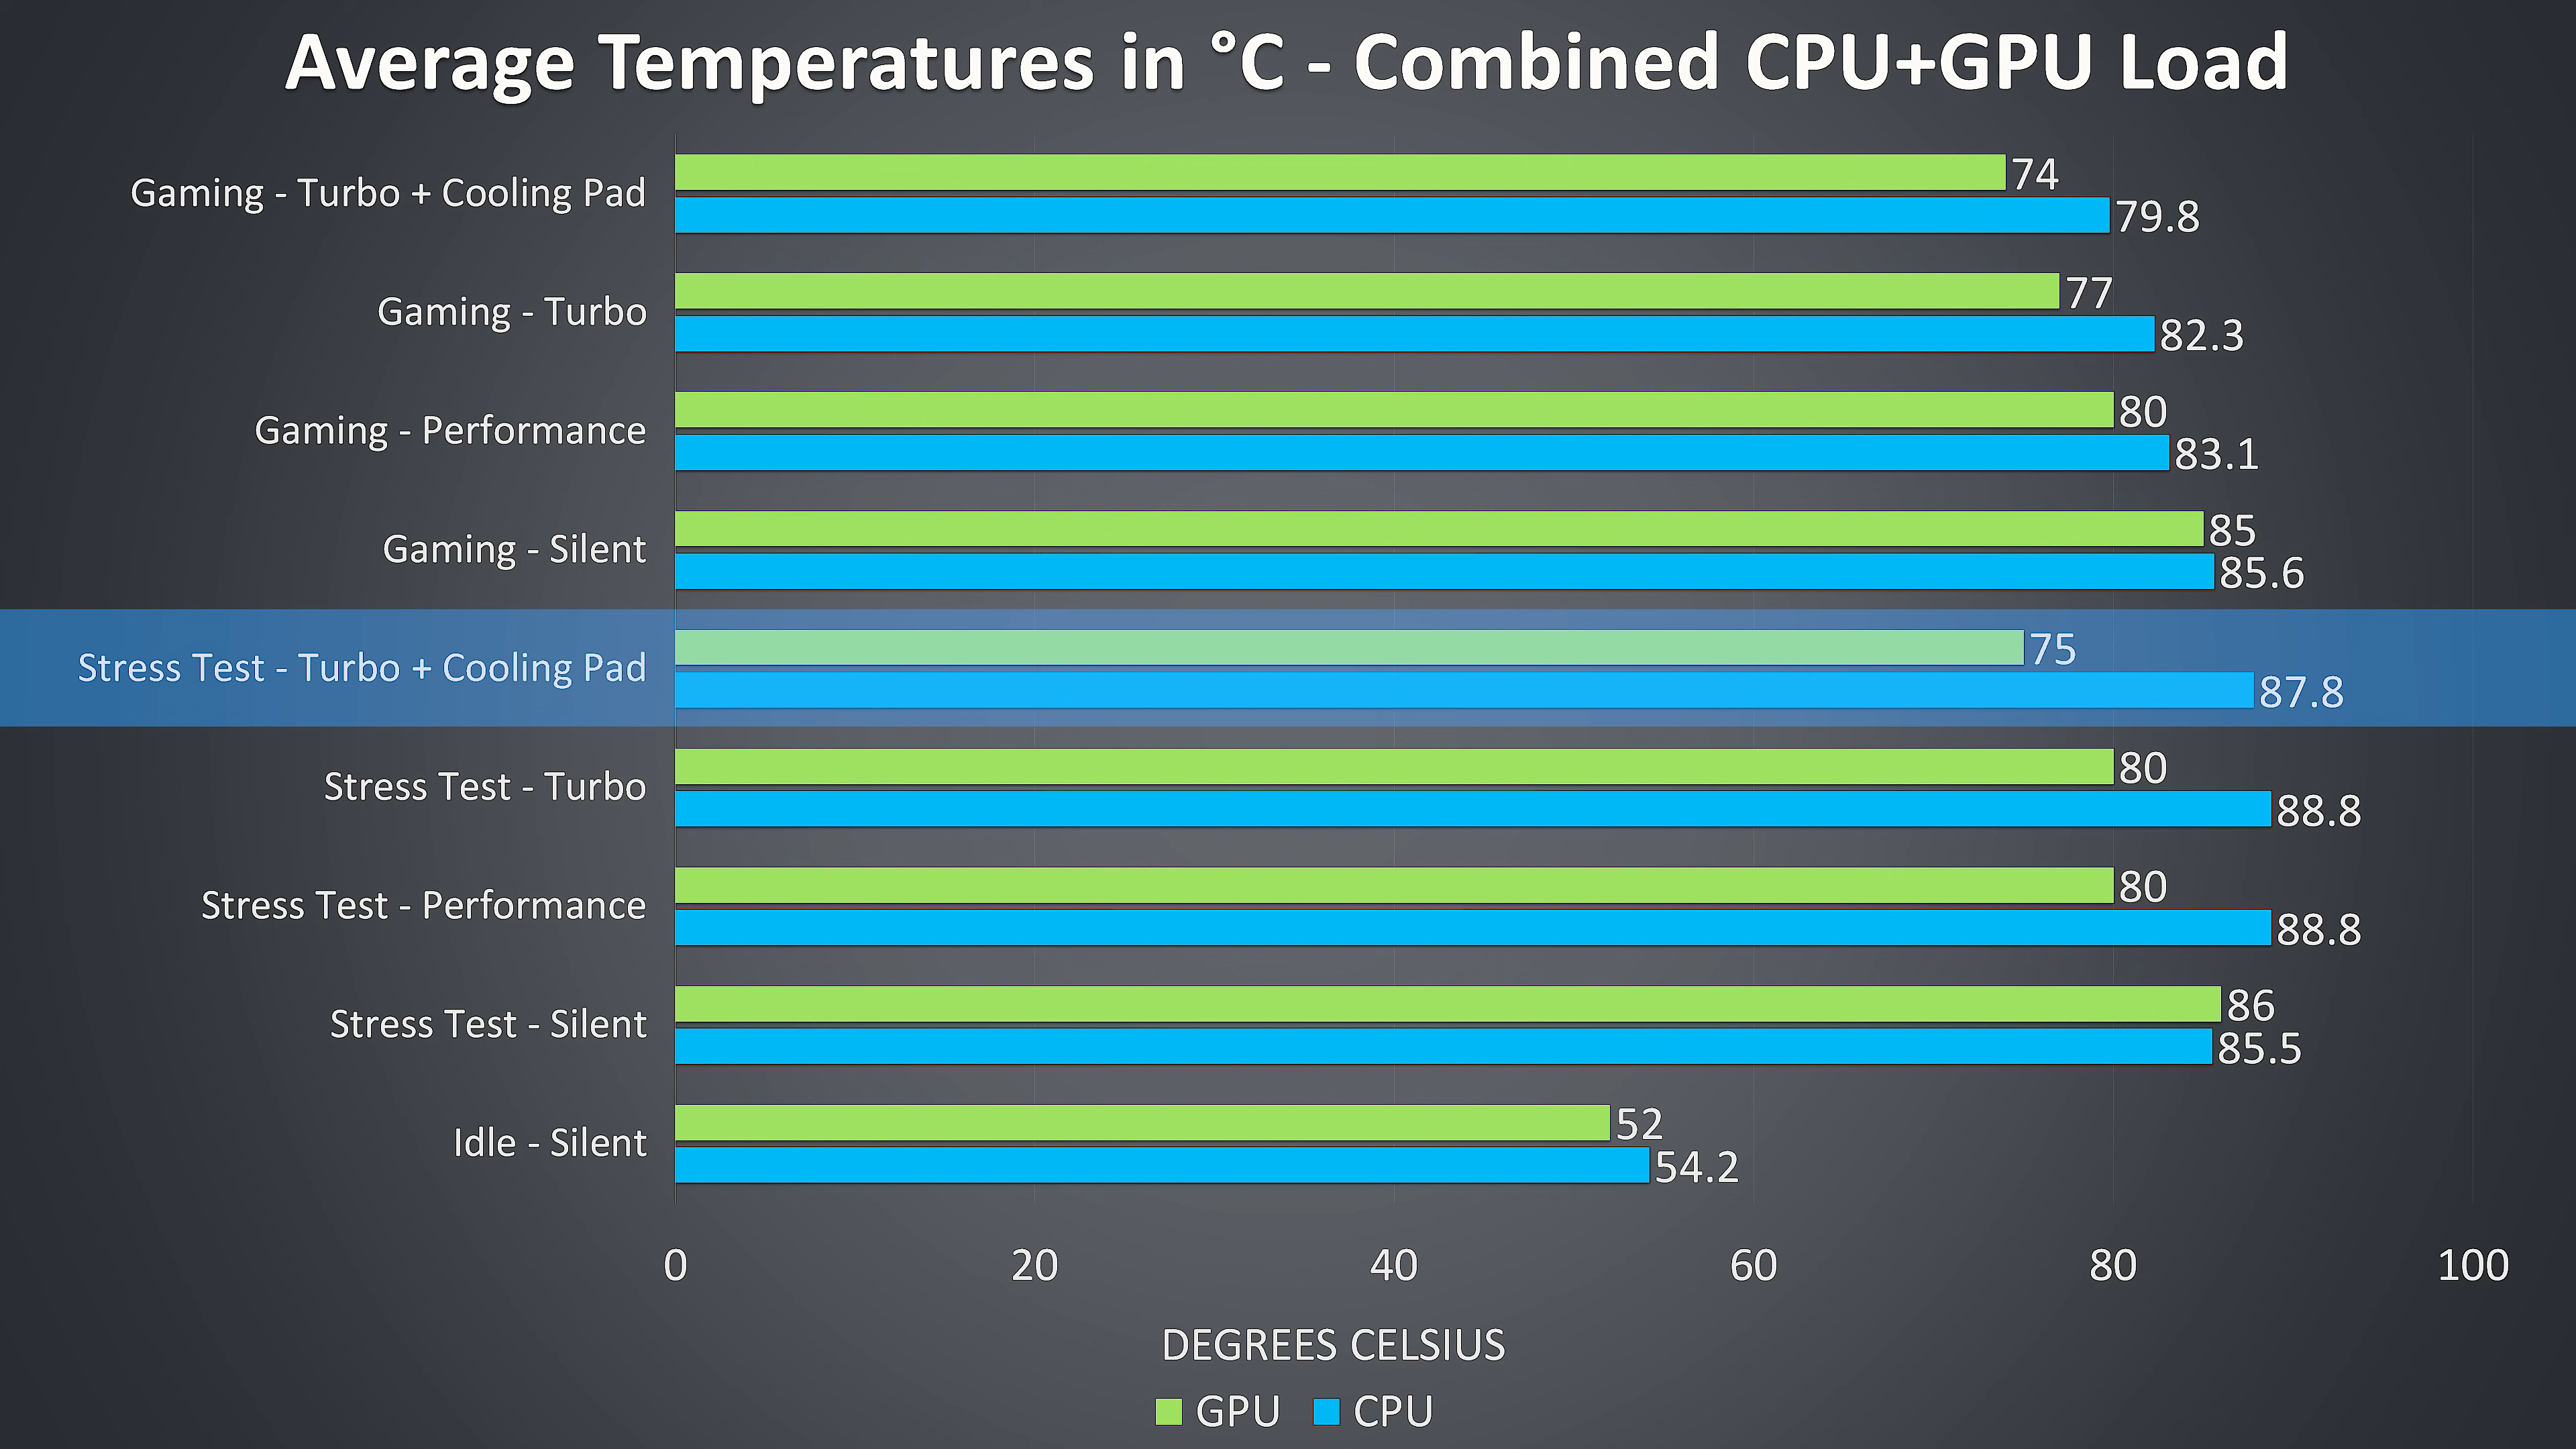 Average Temperatures in °C - Combined CPU+GPU Load
Gaming - Turbo + Cooling Pad
74
79.8
Gaming - Turbo
77
82.3
Gaming - Performance
80
83.1
Gaming - Silent
85
85.6
Stress Test - Turbo + Cooling Pad
75
87.8
Stress Test - Turbo
80
88.8
Stress Test - Performance
80
88.8
Stress Test - Silent
86
85.5
Idle - Silent
52
54.2
0 20 40 60 80 100
DEGREES CELSIUS
GPU CPU